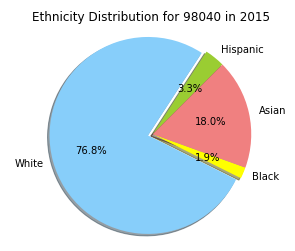 Ethnicity Distribution for 98040 in 2015
Hispanic
3.3%
Asian
18.0%
76.8%
White
1.9%
Black